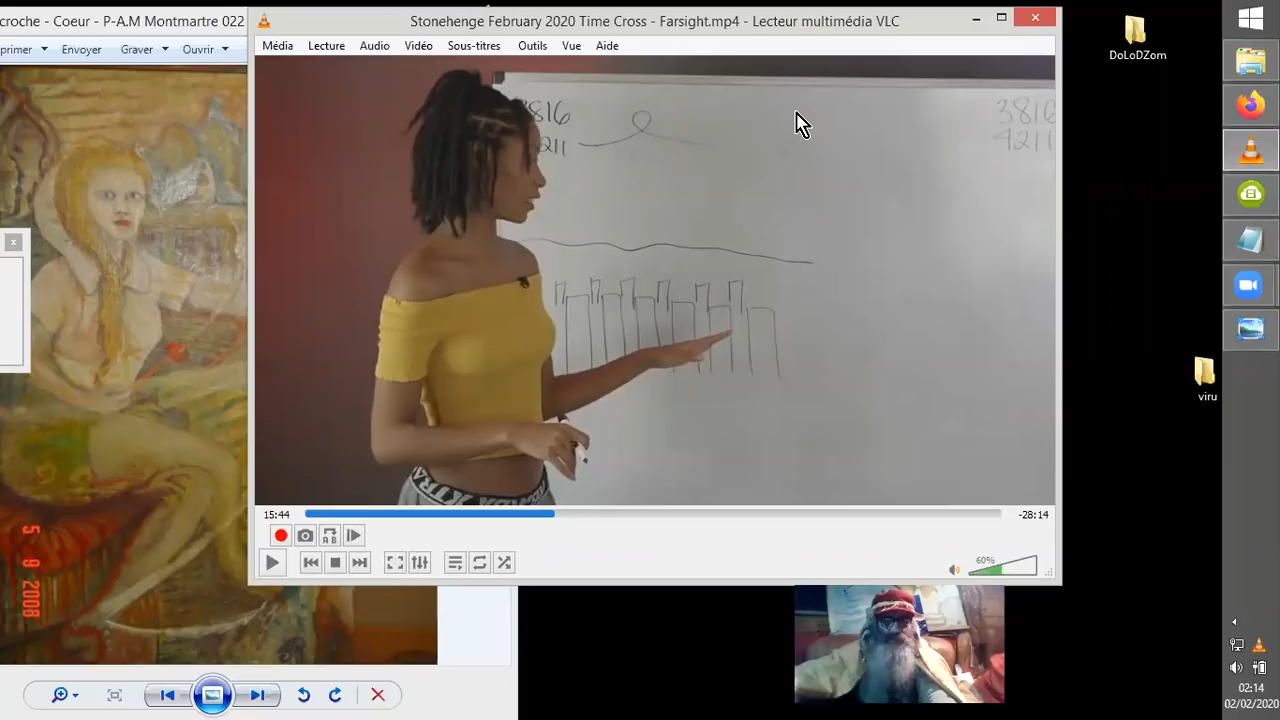 croche - Coeur - P-A.M Montmartre 022
primer Envoyer Graver Ouvrir
x
Stonehenge February 2020 Time Cross - Farsight.mp4 - Lecteur multimédia VLC
Média Lecture Audio Vidéo Sous-titres Outils Vue Aide
3816
4211
3816
4211
15:44
-28:14
60%
5 9 2008
DoLoDZom
viru
02:14
02/02/2020